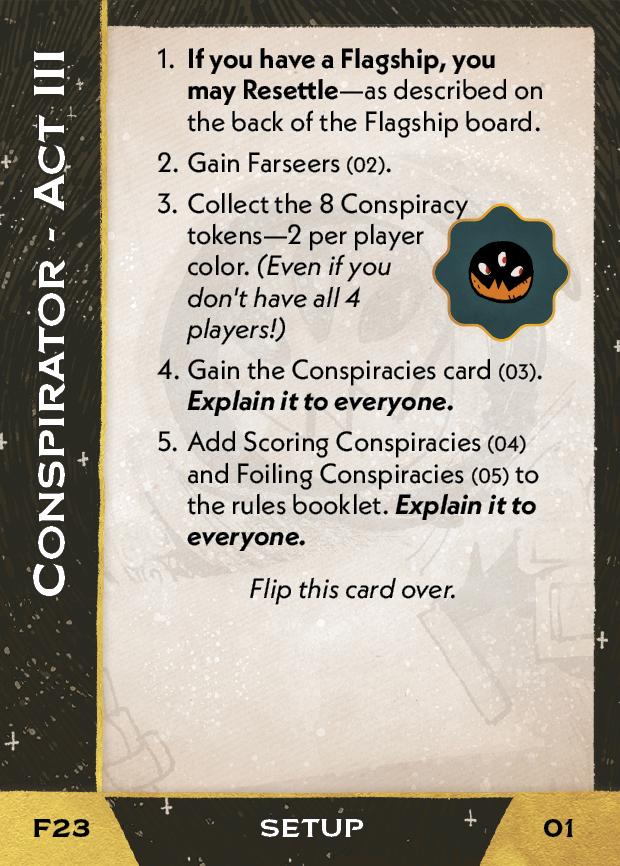 CONSPIRATOR - ACT III
1. If you have a Flagship, you
may Resettle—as described on
the back of the Flagship board.
2. Gain Farseers (02).
3. Collect the 8 Conspiracy
tokens—2 per player
color. (Even if you
don't have all 4
players!)
4. Gain the Conspiracies card (03).
Explain it to everyone.
5. Add Scoring Conspiracies (04)
and Foiling Conspiracies (05) to
the rules booklet. Explain it to
everyone.
Flip this card over.
F23
SETUP
01